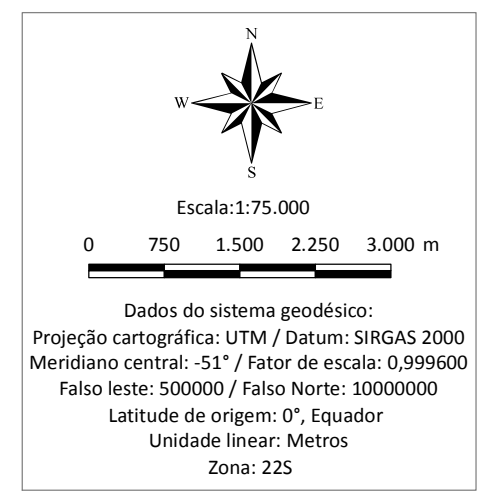 N
W E
S
Escala:1:75.000
0 750 1.500 2.250 3.000 m
Dados do sistema geodésico:
Projeção cartográfica: UTM / Datum: SIRGAS 2000
Meridiano central: -51° / Fator de escala: 0,999600
Falso leste: 500000 / Falso Norte: 10000000
Latitude de origem: 0°, Equador
Unidade linear: Metros
Zona: 22S